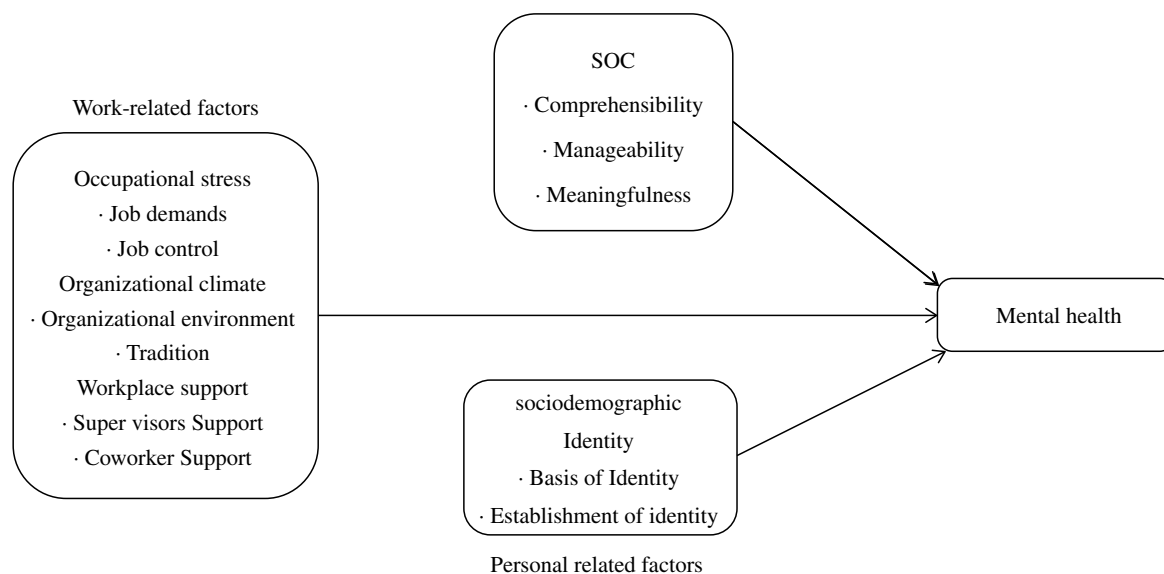 Work-related factors
Occupational stress
· Job demands
· Job control
Organizational climate
· Organizational environment
· Tradition
Workplace support
· Super visors Support
· Coworker Support
SOC
· Comprehensibility
· Manageability
· Meaningfulness
sociodemographic
Identity
· Basis of Identity
· Establishment of identity
Personal related factors
Mental health